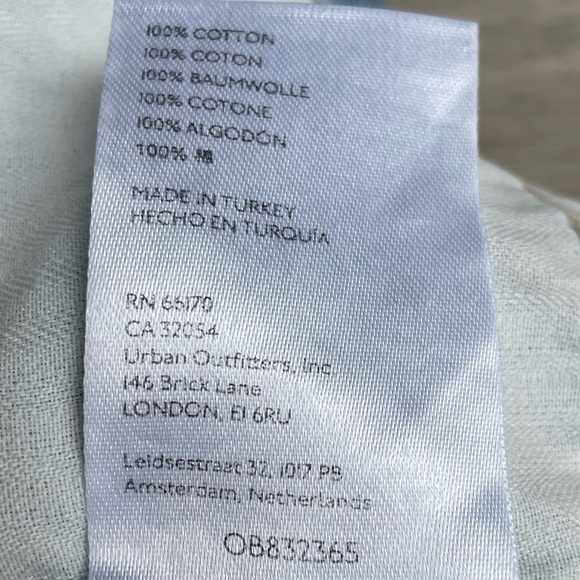 100% COTTON
100% COTON
100% BAUMWOLLE
100% COTONE
100% ALGODÓN
100% 棉
MADE IN TURKEY
HECHO EN TURQUÍA
RN 66170
CA 32054
Urban Outfitters, Inc
146 Brick Lane
LONDON, E1 6RU
Leidsestraat 32, 1017 PB
Amsterdam, Netherlands
OB832365